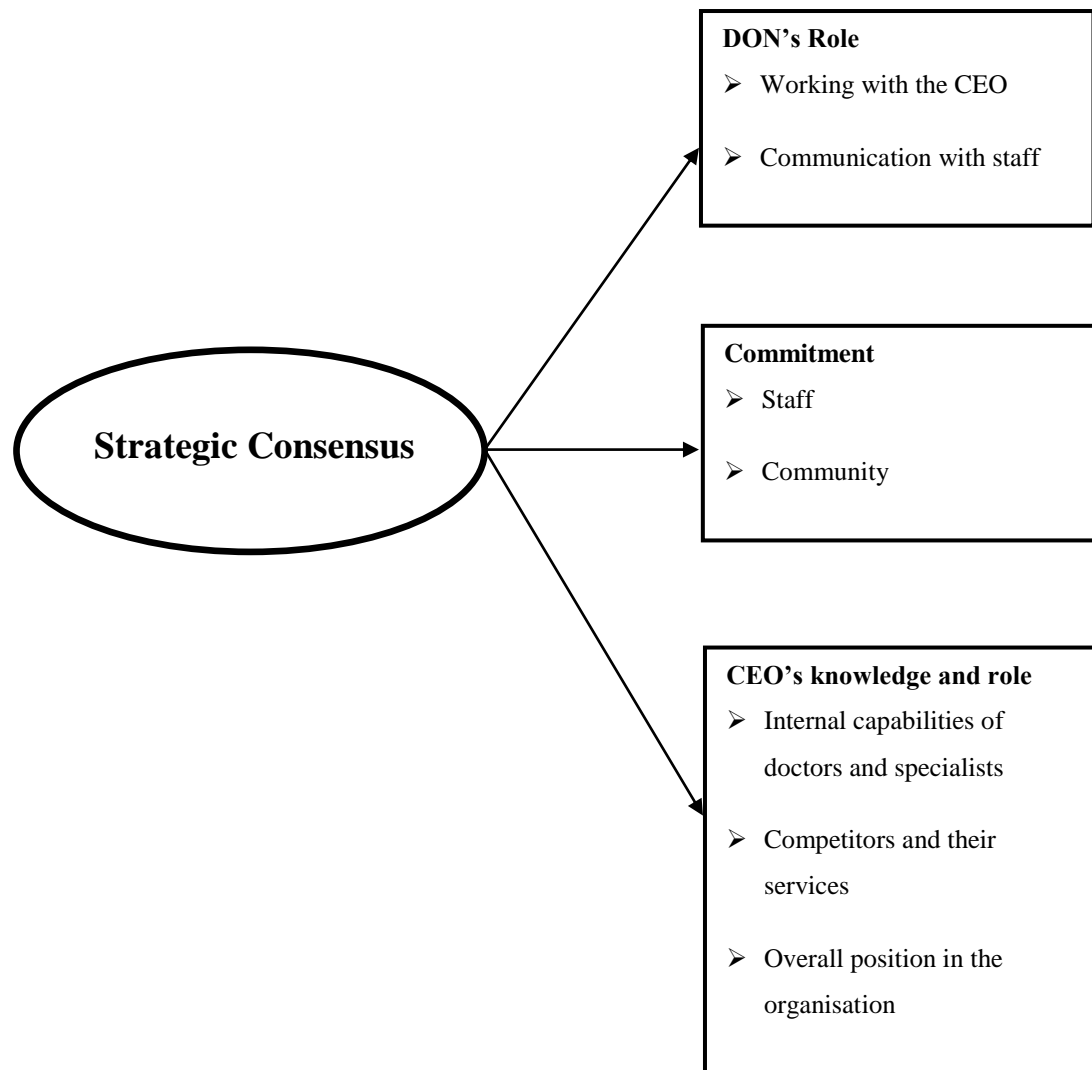 DON’s Role
➢ Working with the CEO
➢ Communication with staff
Strategic Consensus
Commitment
➢ Staff
➢ Community
CEO’s knowledge and role
➢ Internal capabilities of
doctors and specialists
➢ Competitors and their
services
➢ Overall position in the
organisation